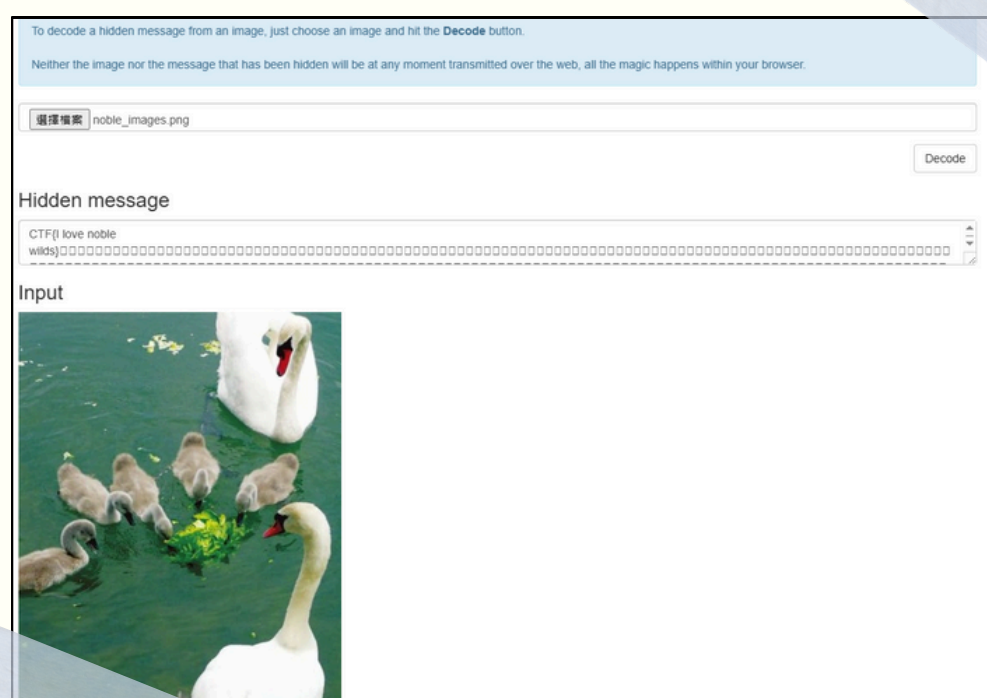 To decode a hidden message from an image, just choose an image and hit the Decode button.
Neither the image nor the message that has been hidden will be at any moment transmitted over the web, all the magic happens within your browser.
選擇檔案 noble_images.png
Decode
Hidden message
CTF{I love noble
wilds}
Input